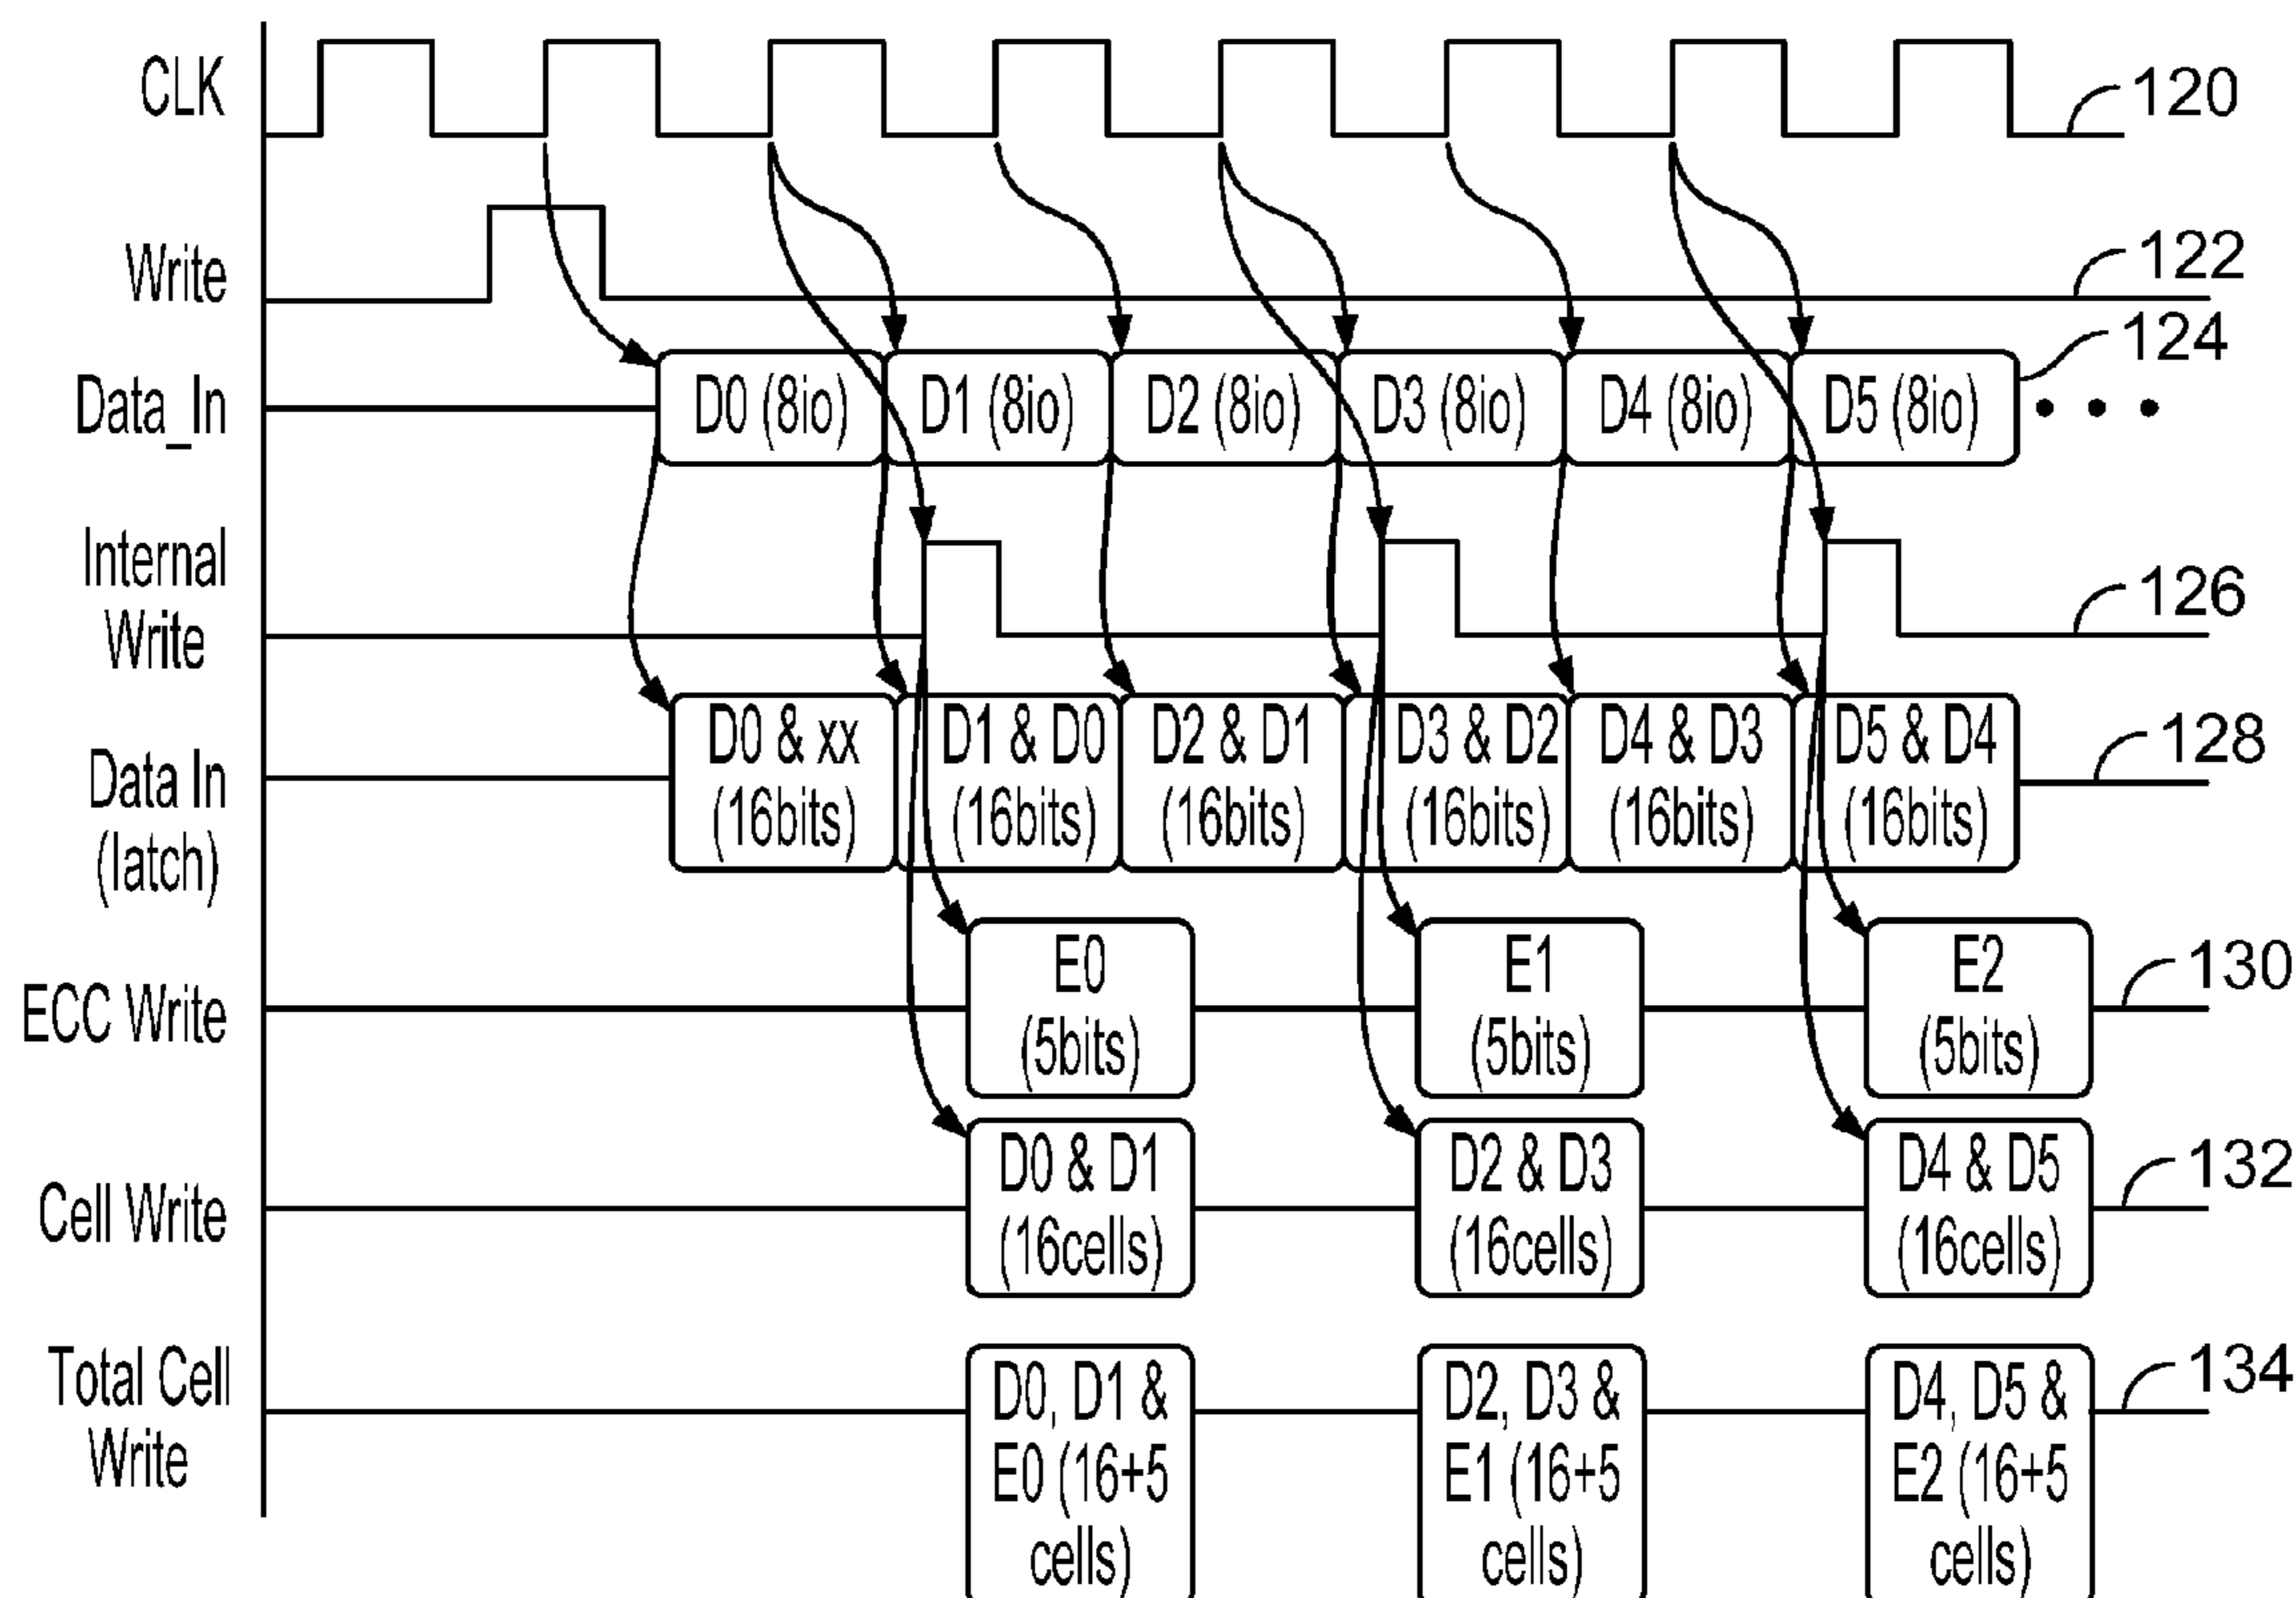 CLK
120
Write
122
124
Data_In
D0 (8io)
D1 (8io)
D2 (8io)
D3 (8io)
D4 (8io)
D5 (8io)
Internal
Write
126
Data In
(latch)
D0 & xx
(16bits)
D1 & D0
(16bits)
D2 & D1
(16bits)
D3 & D2
(16bits)
D4 & D3
(16bits)
D5 & D4
(16bits)
128
ECC Write
E0
(5bits)
E1
(5bits)
E2
(5bits)
130
Cell Write
D0 & D1
(16cells)
D2 & D3
(16cells)
D4 & D5
(16cells)
132
Total Cell
Write
D0, D1 &
E0 (16+5
cells)
D2, D3 &
E1 (16+5
cells)
D4, D5 &
E2 (16+5
cells)
134